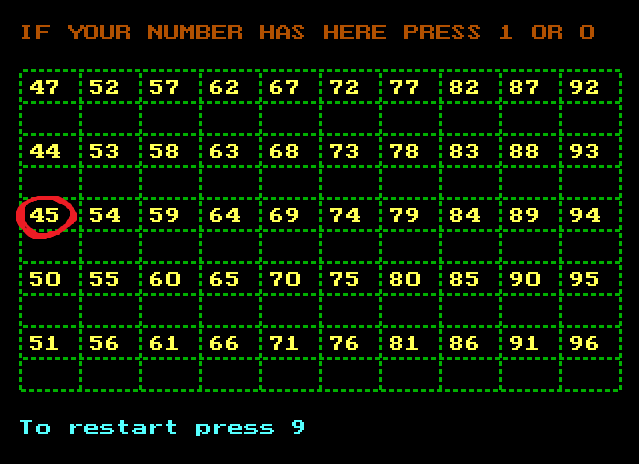 IF YOUR NUMBER HAS HERE PRESS 1 OR 0
47 52 57 62 67 72 77 82 87 92
44 53 58 63 68 73 78 83 88 93
45 54 59 64 69 74 79 84 89 94
50 55 60 65 70 75 80 85 90 95
51 56 61 66 71 76 81 86 91 96
To restart press 9